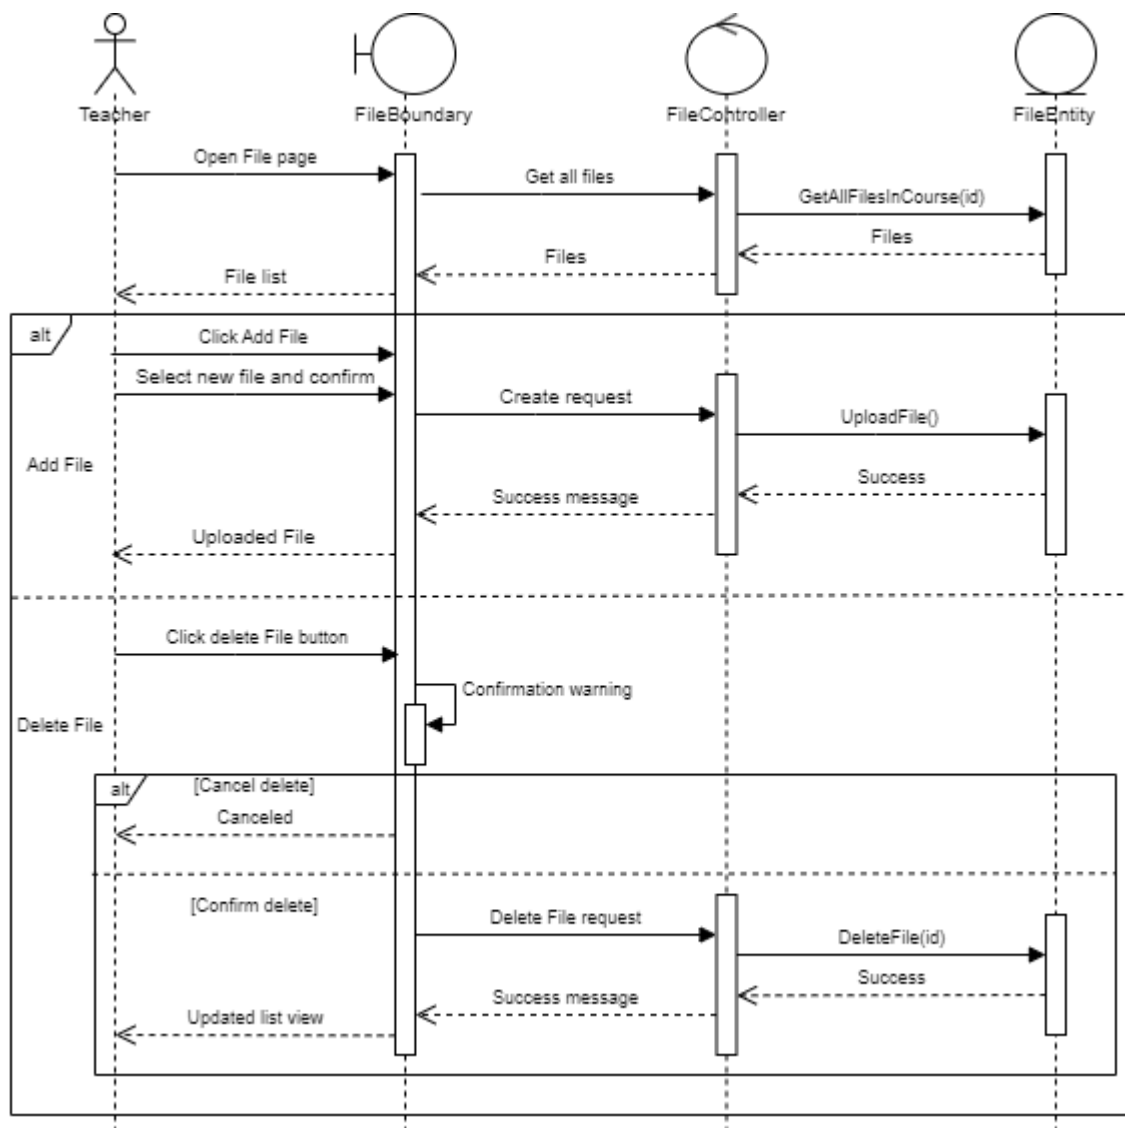 Teacher
FileBoundary
FileController
FileEntity
Open File page
Get all files
GetAllFilesInCourse(id)
Files
Files
File list
alt
Click Add File
Select new file and confirm
Create request
UploadFile()
Add File
Success
Success message
Uploaded File
Click delete File button
Confirmation warning
Delete File
alt
[Cancel delete]
Canceled
[Confirm delete]
Delete File request
DeleteFile(id)
Success
Success message
Updated list view